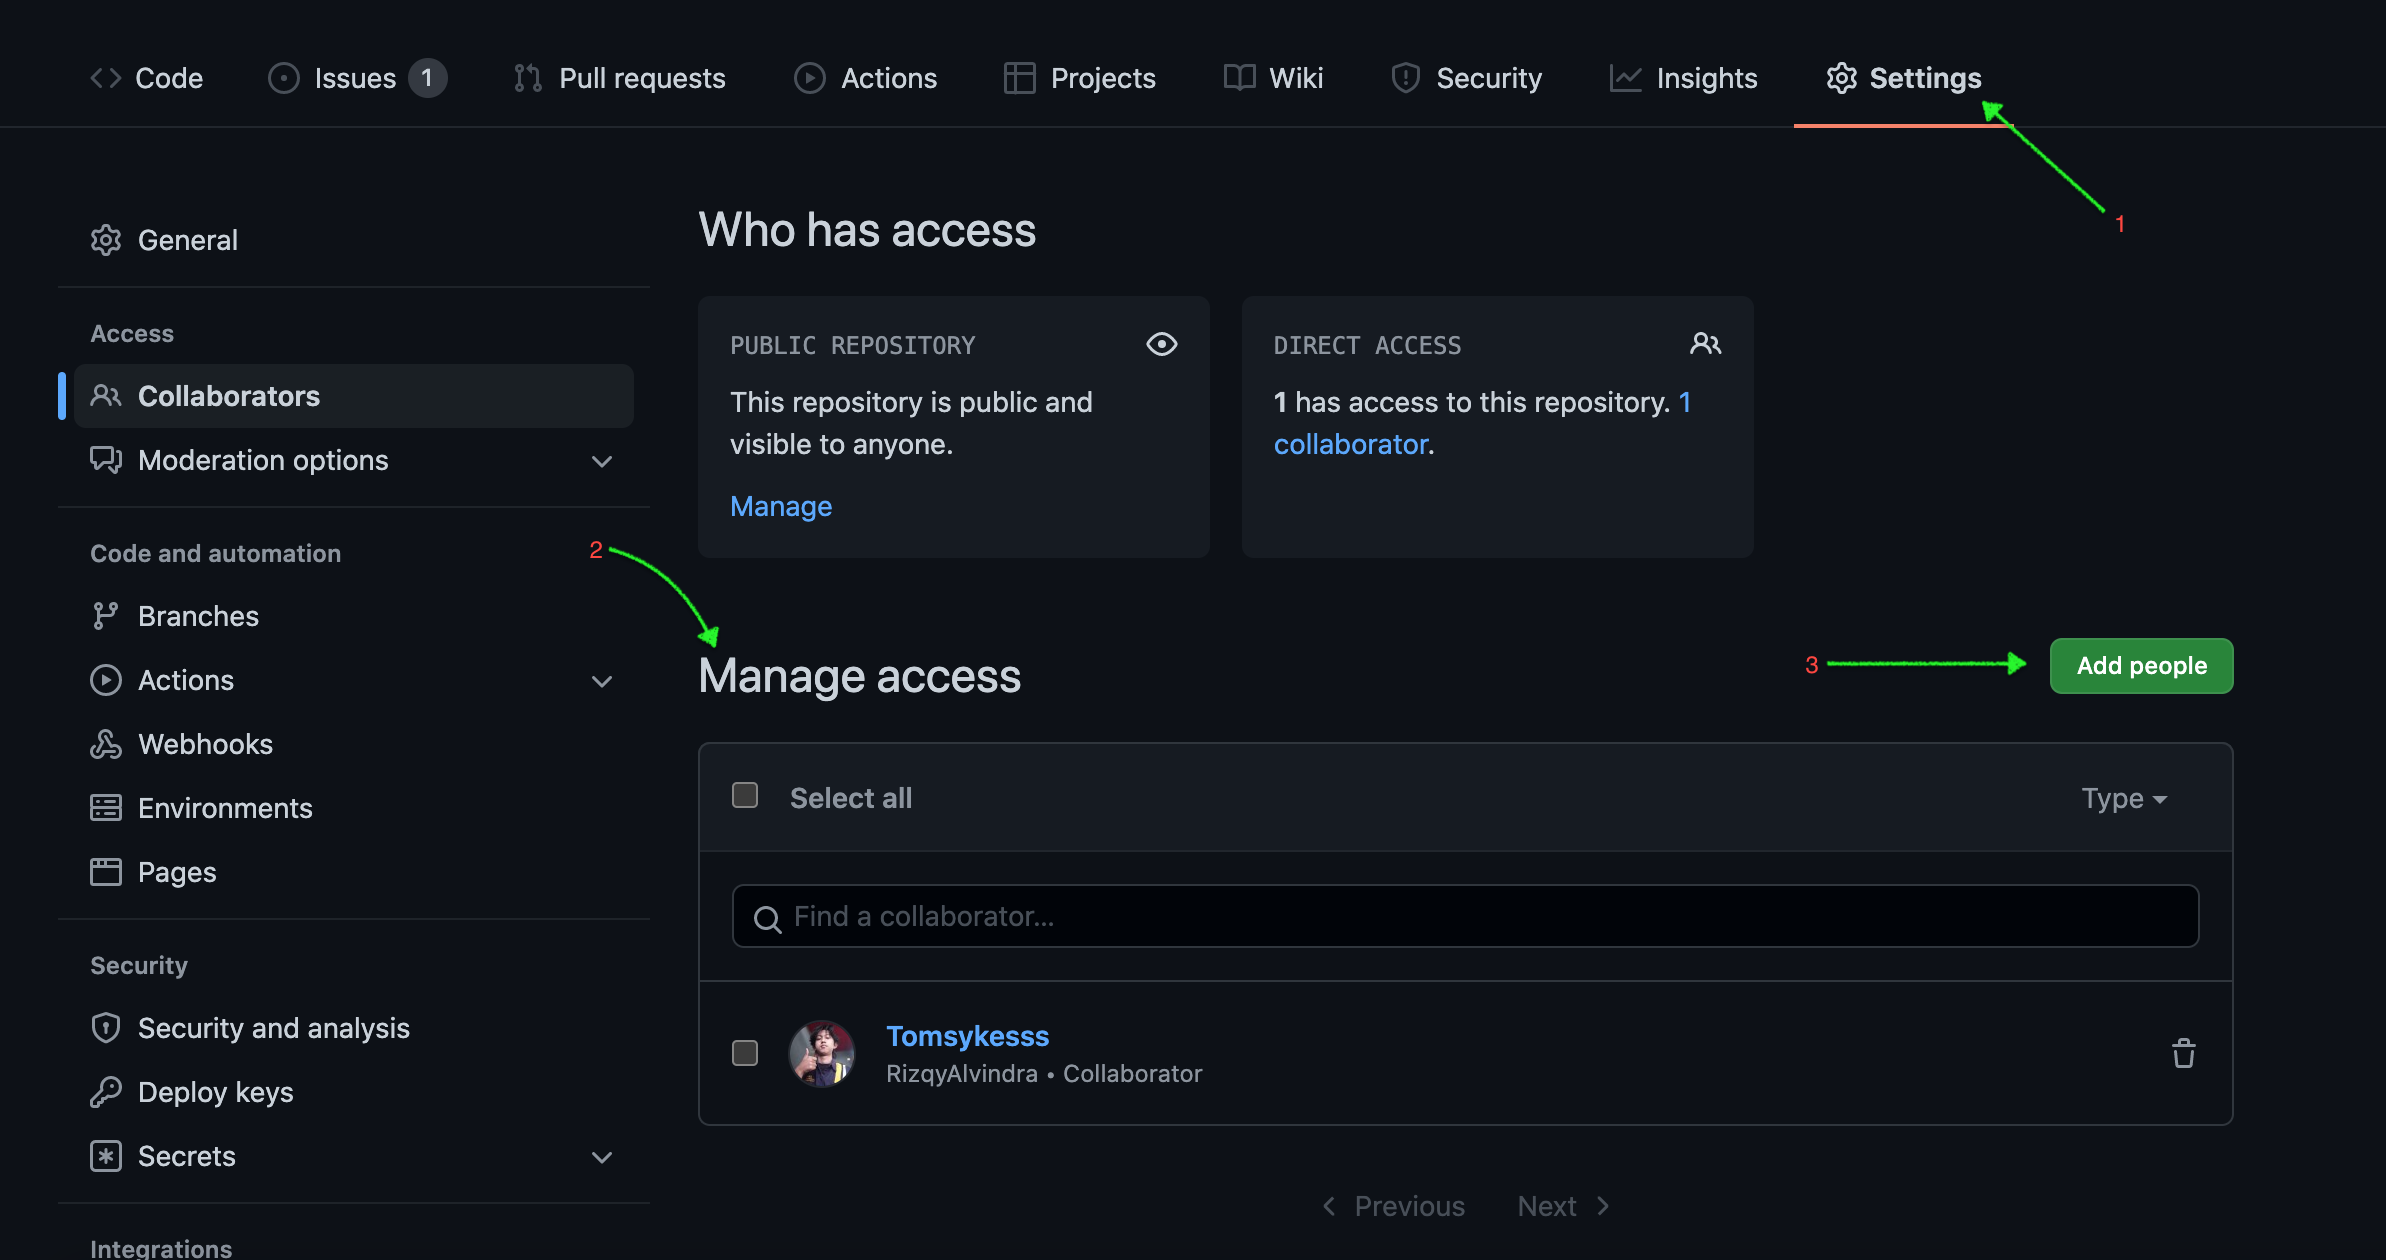 Code
Issues 1
Pull requests
Actions
Projects
Wiki
Security
Insights
Settings
1
General
Access
Collaborators
Moderation options
Code and automation
Branches
Actions
Webhooks
Environments
Pages
Security
Security and analysis
Deploy keys
Secrets
Integrations
Who has access
PUBLIC REPOSITORY
This repository is public and
visible to anyone.
Manage
DIRECT ACCESS
1 has access to this repository. 1
collaborator.
2
Manage access
3
Add people
Select all
Type
Find a collaborator...
Tomsykesss
RizqyAlvindra • Collaborator
Previous
Next